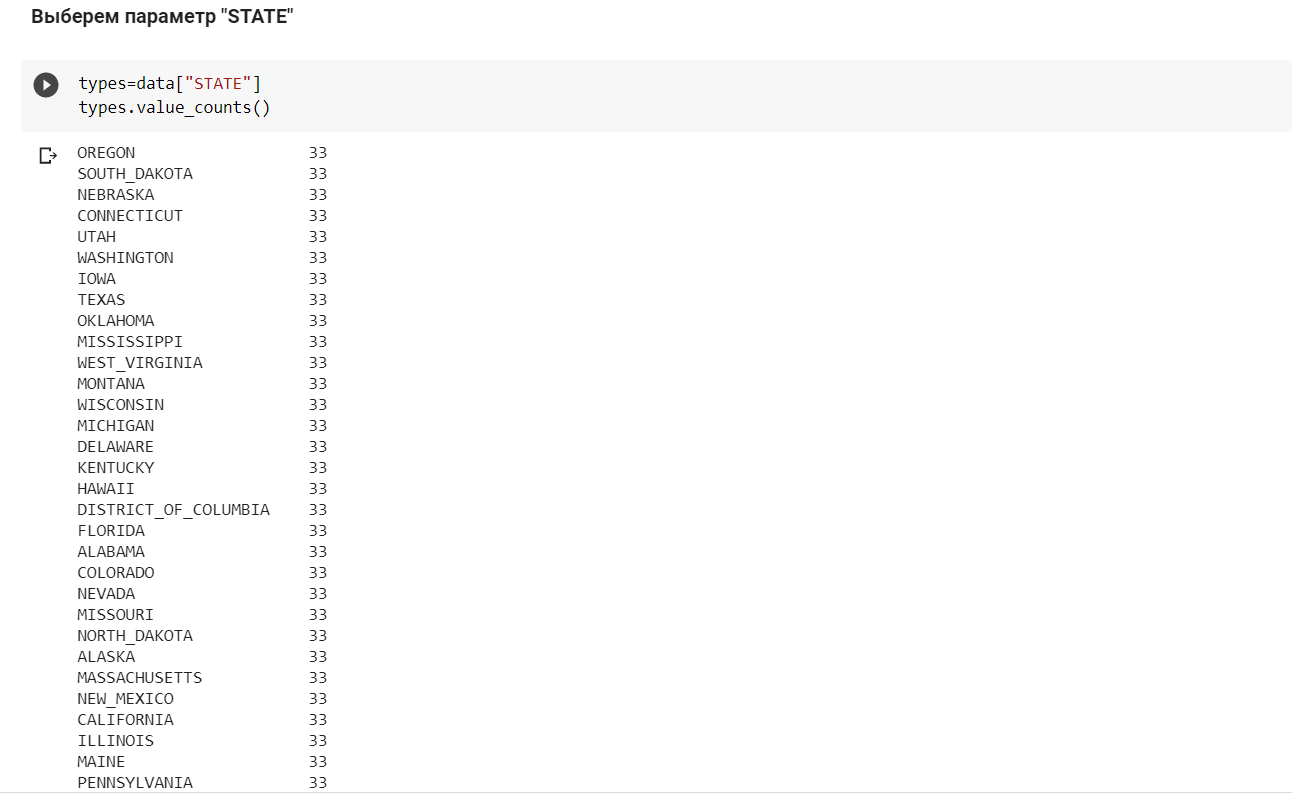 Выберем параметр "STATE"
types=data["STATE"]
types.value_counts()
OREGON 33
SOUTH_DAKOTA 33
NEBRASKA 33
CONNECTICUT 33
UTAH 33
WASHINGTON 33
IOWA 33
TEXAS 33
OKLAHOMA 33
MISSISSIPPI 33
WEST_VIRGINIA 33
MONTANA 33
WISCONSIN 33
MICHIGAN 33
DELAWARE 33
KENTUCKY 33
HAWAII 33
DISTRICT_OF_COLUMBIA 33
FLORIDA 33
ALABAMA 33
COLORADO 33
NEVADA 33
MISSOURI 33
NORTH_DAKOTA 33
ALASKA 33
MASSACHUSETTS 33
NEW_MEXICO 33
CALIFORNIA 33
ILLINOIS 33
MAINE 33
PENNSYLVANIA 33